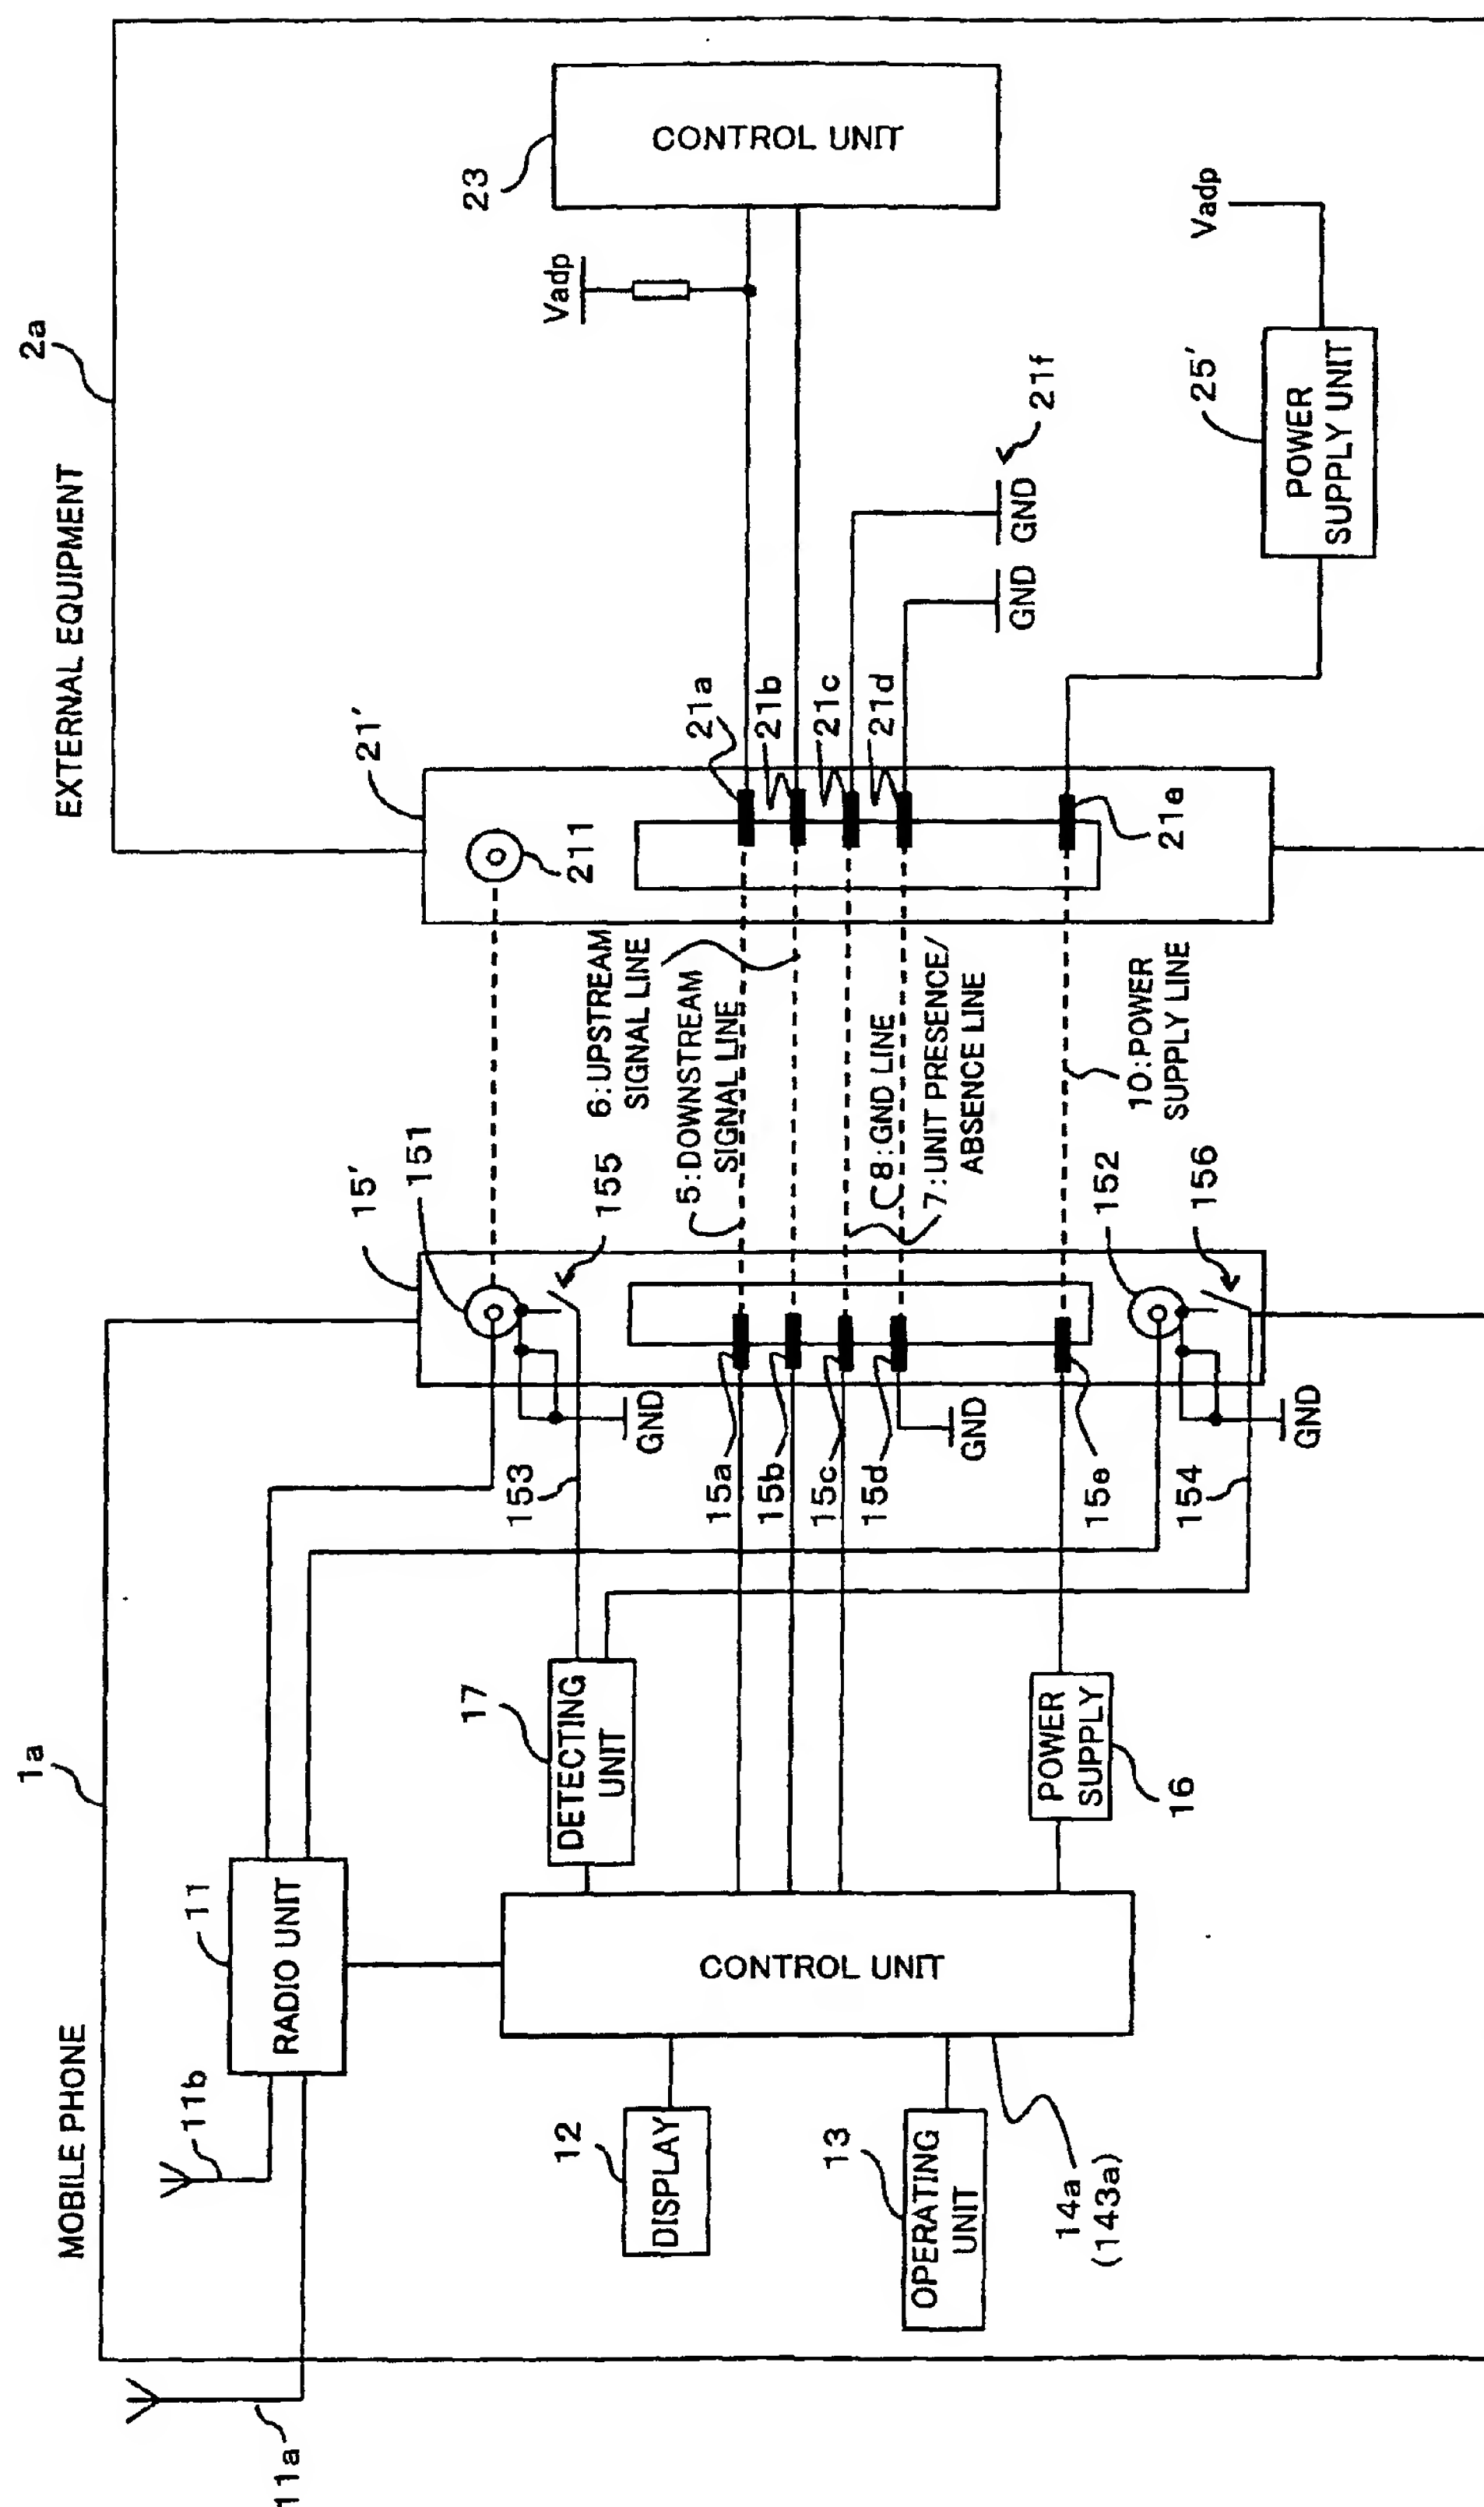 MOBILE PHONE
1a
11a
11b
11
RADIO UNIT
12
DISPLAY
13
OPERATING
UNIT
14a
(143a)
CONTROL UNIT
17
DETECTING
UNIT
POWER
SUPPLY
16
153
GND
15a
15b
15c
15d
GND
15e
154
GND
15'
151
155
152
156
6:UPSTREAM
SIGNAL LINE
5:DOWNSTREAM
SIGNAL LINE
8:GND LINE
7:UNIT PRESENCE/
ABSENCE LINE
10:POWER
SUPPLY LINE
EXTERNAL EQUIPMENT
2a
21'
211
21a
21b
21c
21d
21e
GND
GND
21f
Vadp
23
CONTROL UNIT
25'
POWER
SUPPLY UNIT
Vadp